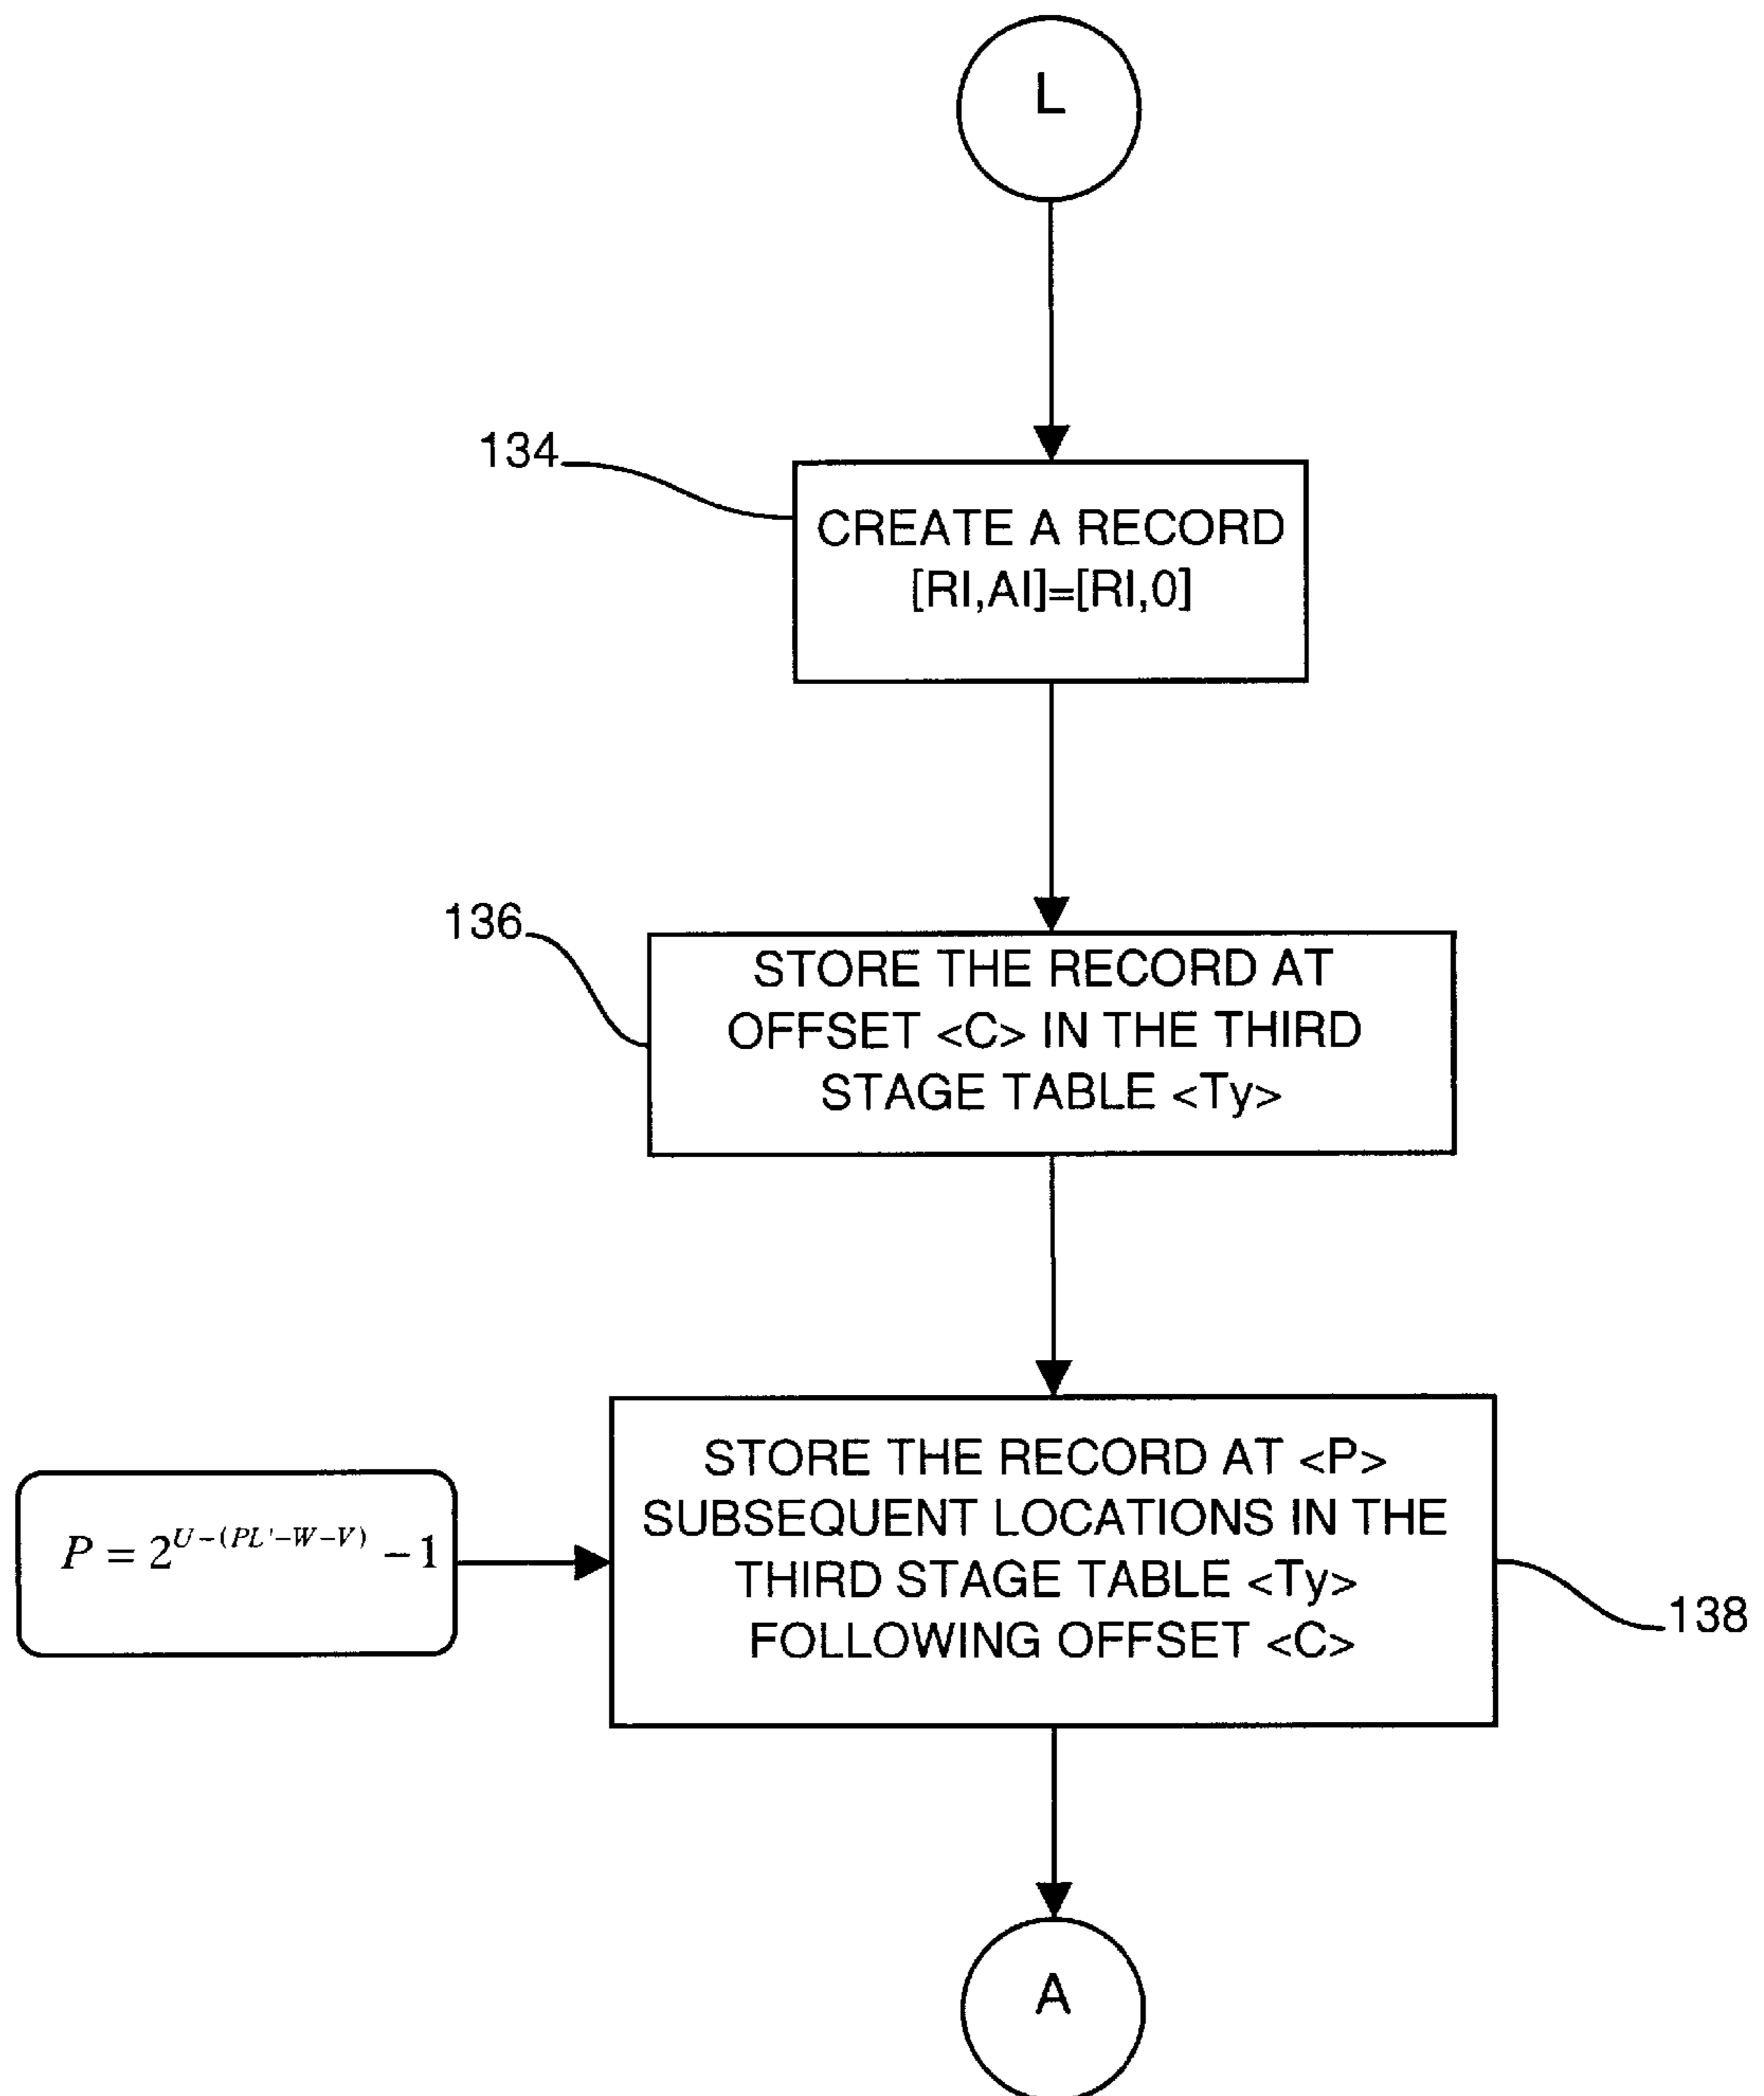 L
134
CREATE A RECORD
[RI,AI]=[RI,0]
136
STORE THE RECORD AT
OFFSET <C> IN THE THIRD
STAGE TABLE <Ty>
P = 2^{U-(PL'-W-V)} - 1
STORE THE RECORD AT <P>
SUBSEQUENT LOCATIONS IN THE
THIRD STAGE TABLE <Ty>
FOLLOWING OFFSET <C>
138
A